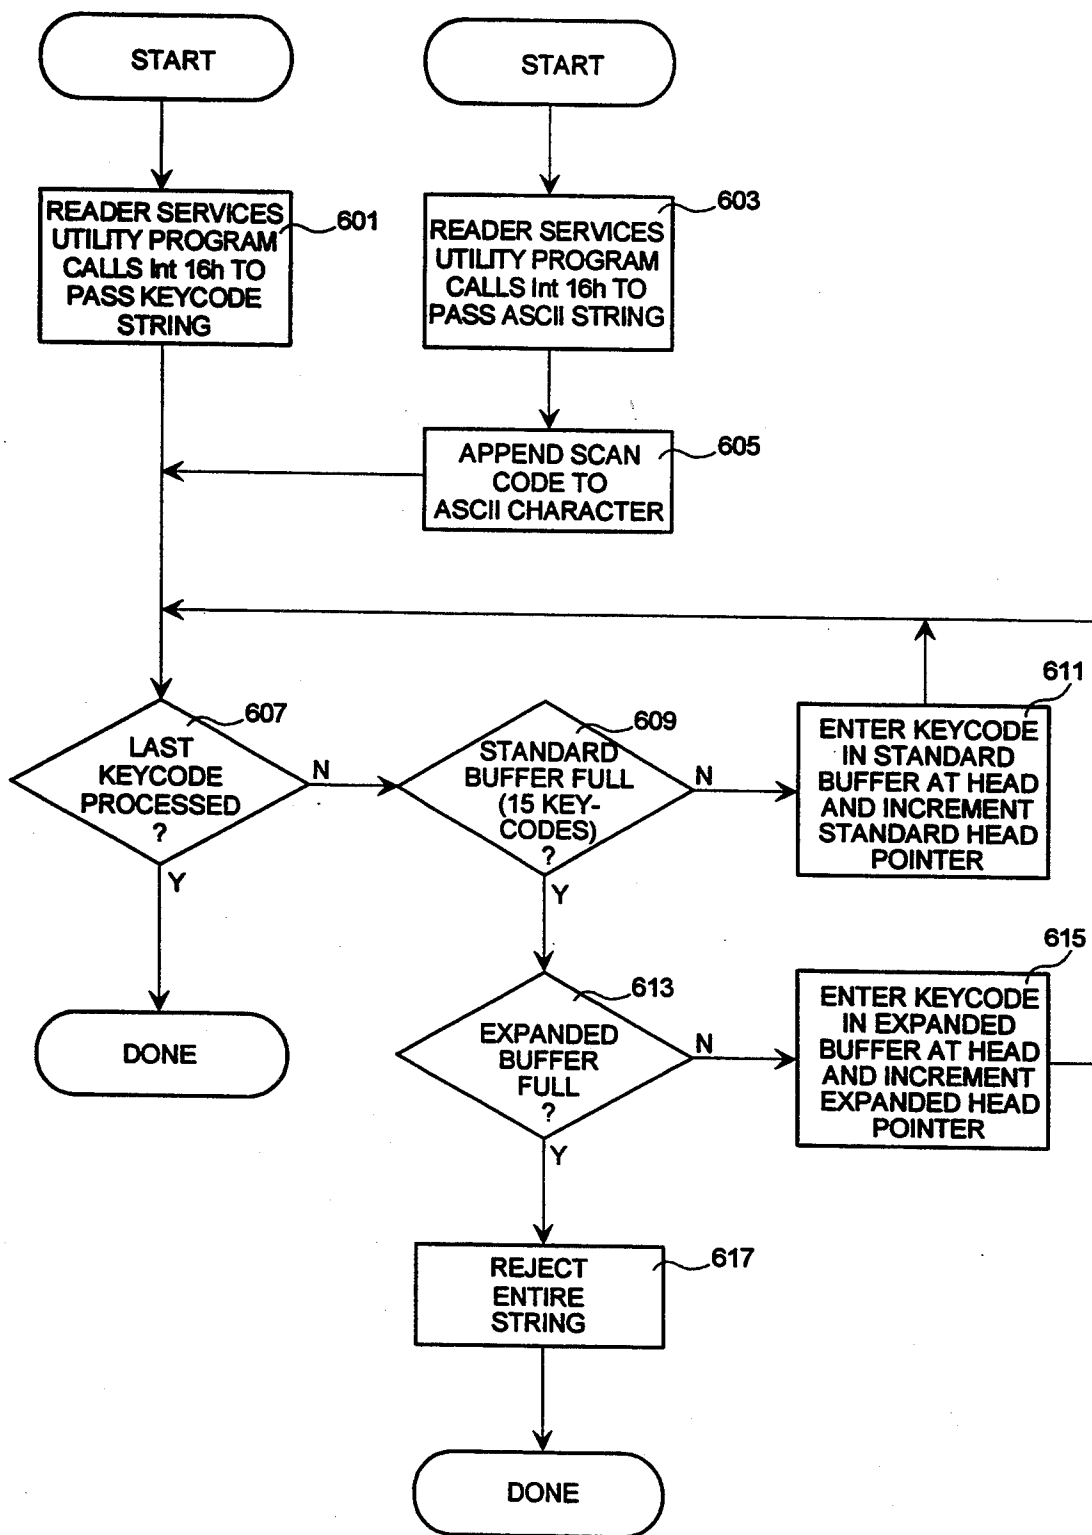 START
START
READER SERVICES
UTILITY PROGRAM
CALLS Int 16h TO
PASS KEYCODE
STRING
601
READER SERVICES
UTILITY PROGRAM
CALLS Int 16h TO
PASS ASCII STRING
603
APPEND SCAN
CODE TO
ASCII CHARACTER
605
LAST
KEYCODE
PROCESSED
?
607
N
Y
STANDARD
BUFFER FULL
(15 KEY-
CODES)
?
609
N
Y
ENTER KEYCODE
IN STANDARD
BUFFER AT HEAD
AND INCREMENT
STANDARD HEAD
POINTER
611
DONE
EXPANDED
BUFFER
FULL
?
613
N
Y
ENTER KEYCODE
IN EXPANDED
BUFFER AT HEAD
AND INCREMENT
EXPANDED HEAD
POINTER
615
REJECT
ENTIRE
STRING
617
DONE